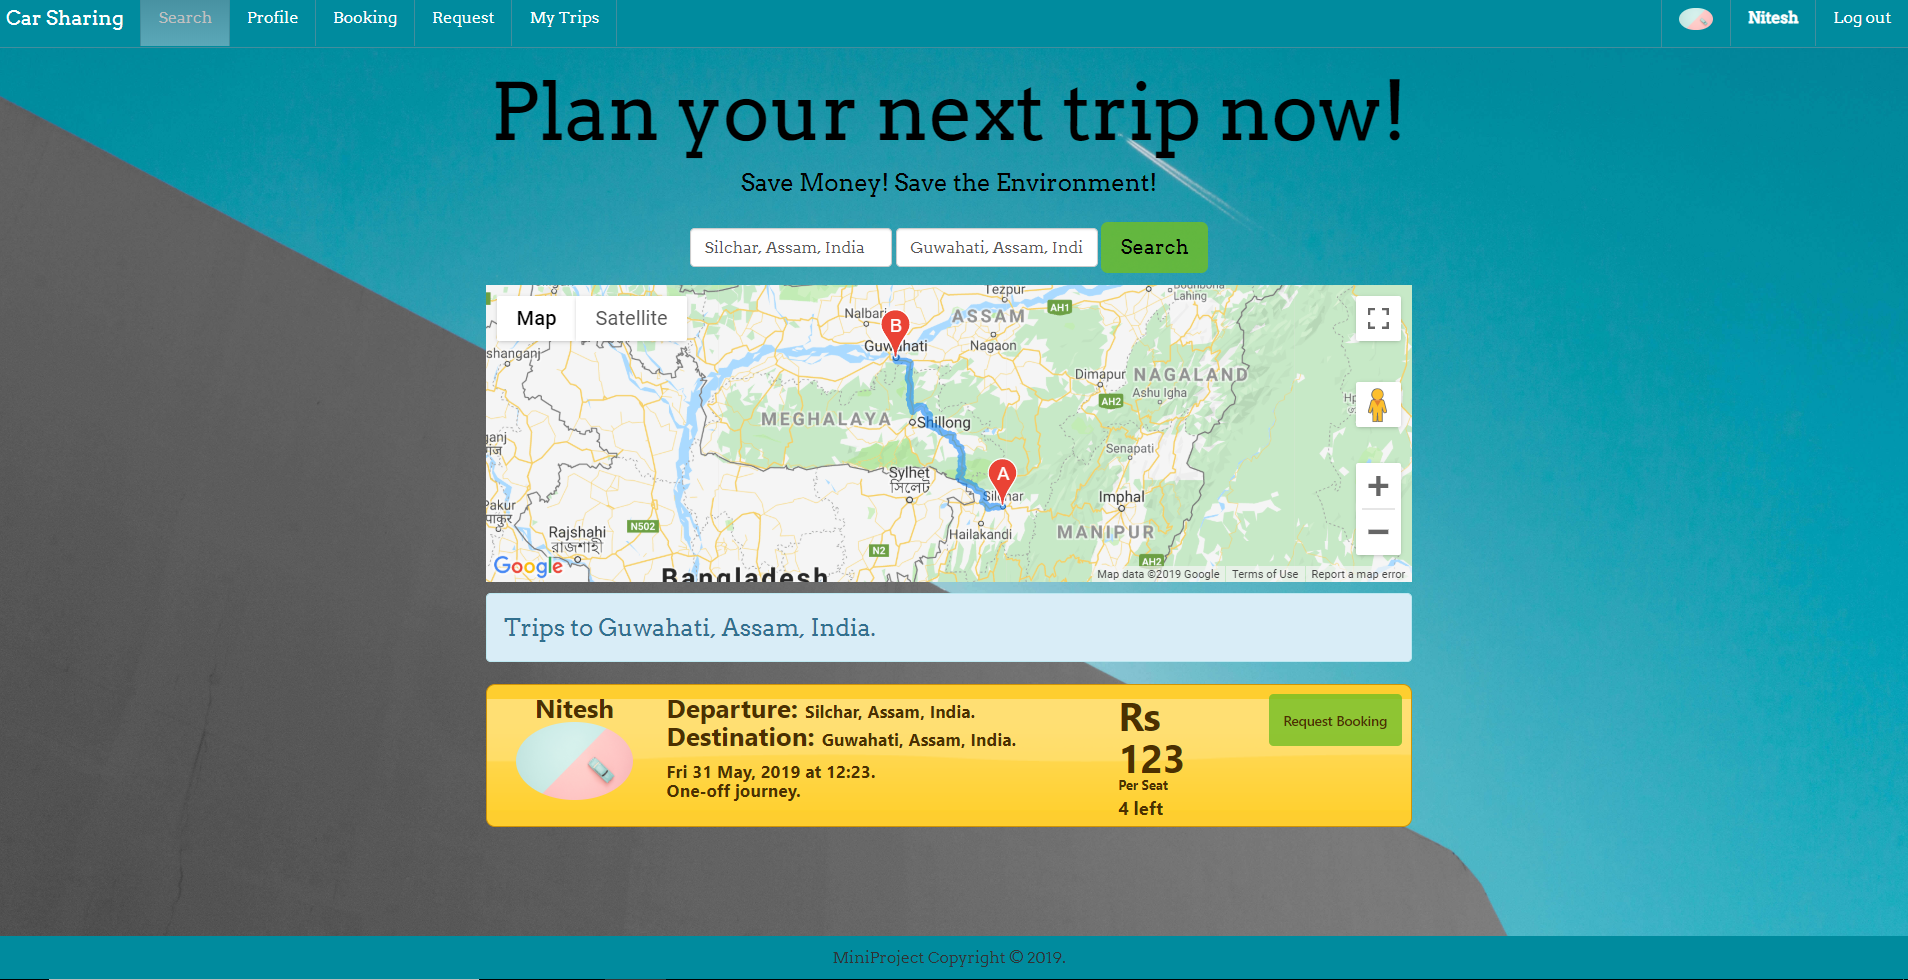 Car Sharing
Search
Profile
Booking
Request
My Trips
Nitesh
Log out
Plan your next trip now!
Save Money! Save the Environment!
Silchar, Assam, India
Guwahati, Assam, Indi
Search
Map
Satellite
Tezpur
Lahing
Nalbari
ASSAM
AH1
B
Guwahati
Nagaon
shanganj
Dimapur
NAGALAND
Ashu Igha
AH2
MEGHALAYA
Shillong
Senapati
Sylhet
সিলেট
A
Silchar
Imphal
Pakur
Rajshahi
রাজশাহী
N502
Hailakandi
MANIPUR
N2
AH2
Google
Bangladesh
Map data ©2019 Google
Terms of Use
Report a map error
Trips to Guwahati, Assam, India.
Nitesh
Departure: Silchar, Assam, India.
Destination: Guwahati, Assam, India.
Fri 31 May, 2019 at 12:23.
One-off journey.
Rs
123
Per Seat
4 left
Request Booking
MiniProject Copyright © 2019.